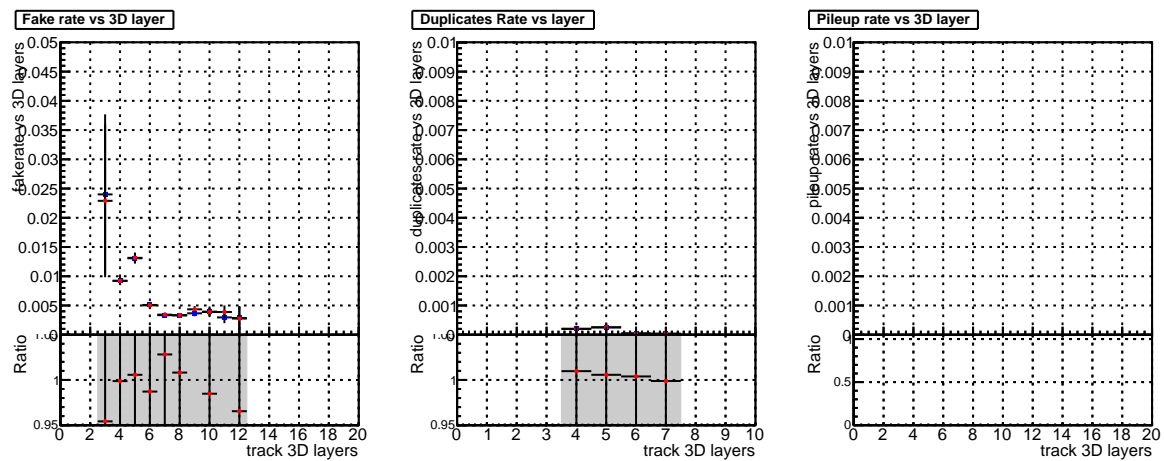 Fake rate vs 3D layer
fakerate vs 3D layers
0.05
0.045
0.04
0.035
0.03
0.025
0.02
0.015
0.01
0.005
0
Ratio
1
0.95
0 2 4 6 8 10 12 14 16 18 20
track 3D layers
Duplicates Rate vs layer
duplicates rate vs 3D layers
0.01
0.009
0.008
0.007
0.006
0.005
0.004
0.003
0.002
0.001
0
Ratio
1
0.95
0 1 2 3 4 5 6 7 8 9 10
track 3D layers
Pileup rate vs 3D layer
pileup rate vs 3D layers
0.01
0.009
0.008
0.007
0.006
0.005
0.004
0.003
0.002
0.001
0
Ratio
1
0.5
0
0 2 4 6 8 10 12 14 16 18 20
track 3D layers